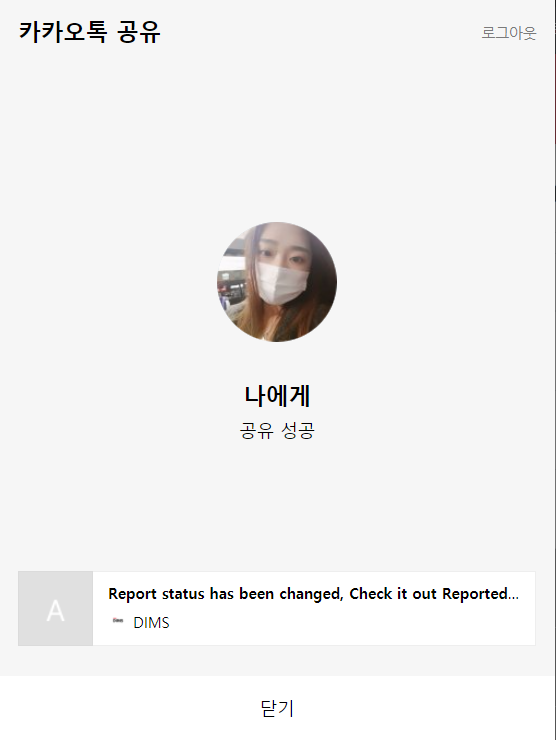 카카오톡 공유
로그아웃
나에게
공유 성공
A
Report status has been changed, Check it out Reported...
DIMS
닫기